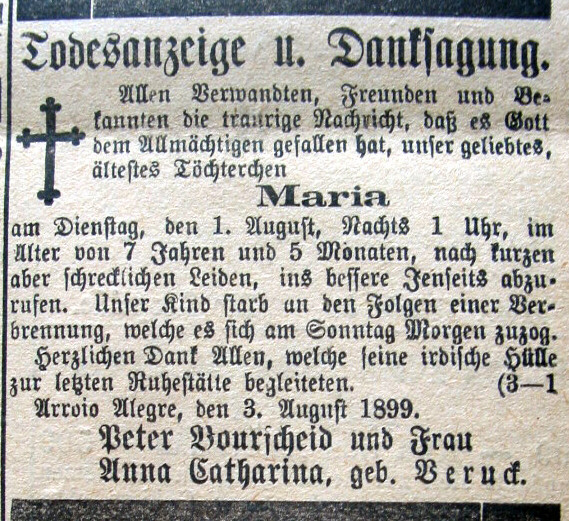 Todesanzeige u. Danksagung.
Allen Verwandten, Freunden und Be-
kannten die traurige Nachricht, daß es Gott
dem Allmächtigen gefallen hat, unser geliebtes,
ältestes Töchterchen
Maria
am Dienstag, den 1. August, Nachts 1 Uhr, im
Alter von 7 Jahren und 5 Monaten, nach kurzen
aber schrecklichen Leiden, ins bessere Jenseits abzu-
rufen. Unser Kind starb an den Folgen einer Ver-
brennung, welche es sich am Sonntag Morgen zuzog.
Herzlichen Dank Allen, welche seine irdische Hülle
zur letzten Ruhestätte begleiteten. (3—1
Arroio Alegre, den 3. August 1899.
Peter Bourscheid und Frau
Anna Catharina, geb. Veruck.